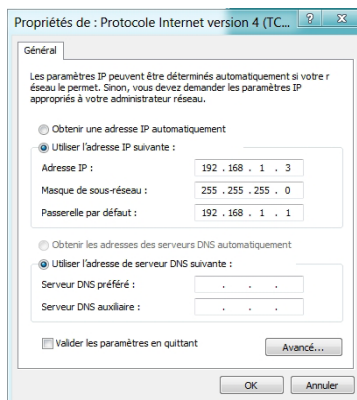 Propriétés de : Protocole Internet version 4 (TC...
?
X
Général
Les paramètres IP peuvent être déterminés automatiquement si votre r
éseau le permet. Sinon, vous devez demander les paramètres IP
appropriés à votre administrateur réseau.
Obtenir une adresse IP automatiquement
Utiliser l'adresse IP suivante :
Adresse IP : 192 . 168 . 1 . 3
Masque de sous-réseau : 255 . 255 . 255 . 0
Passerelle par défaut : 192 . 168 . 1 . 1
Obtenir les adresses des serveurs DNS automatiquement
Utiliser l'adresse de serveur DNS suivante :
Serveur DNS préféré : . . .
Serveur DNS auxiliaire : . . .
Valider les paramètres en quittant
Avancé...
OK Annuler